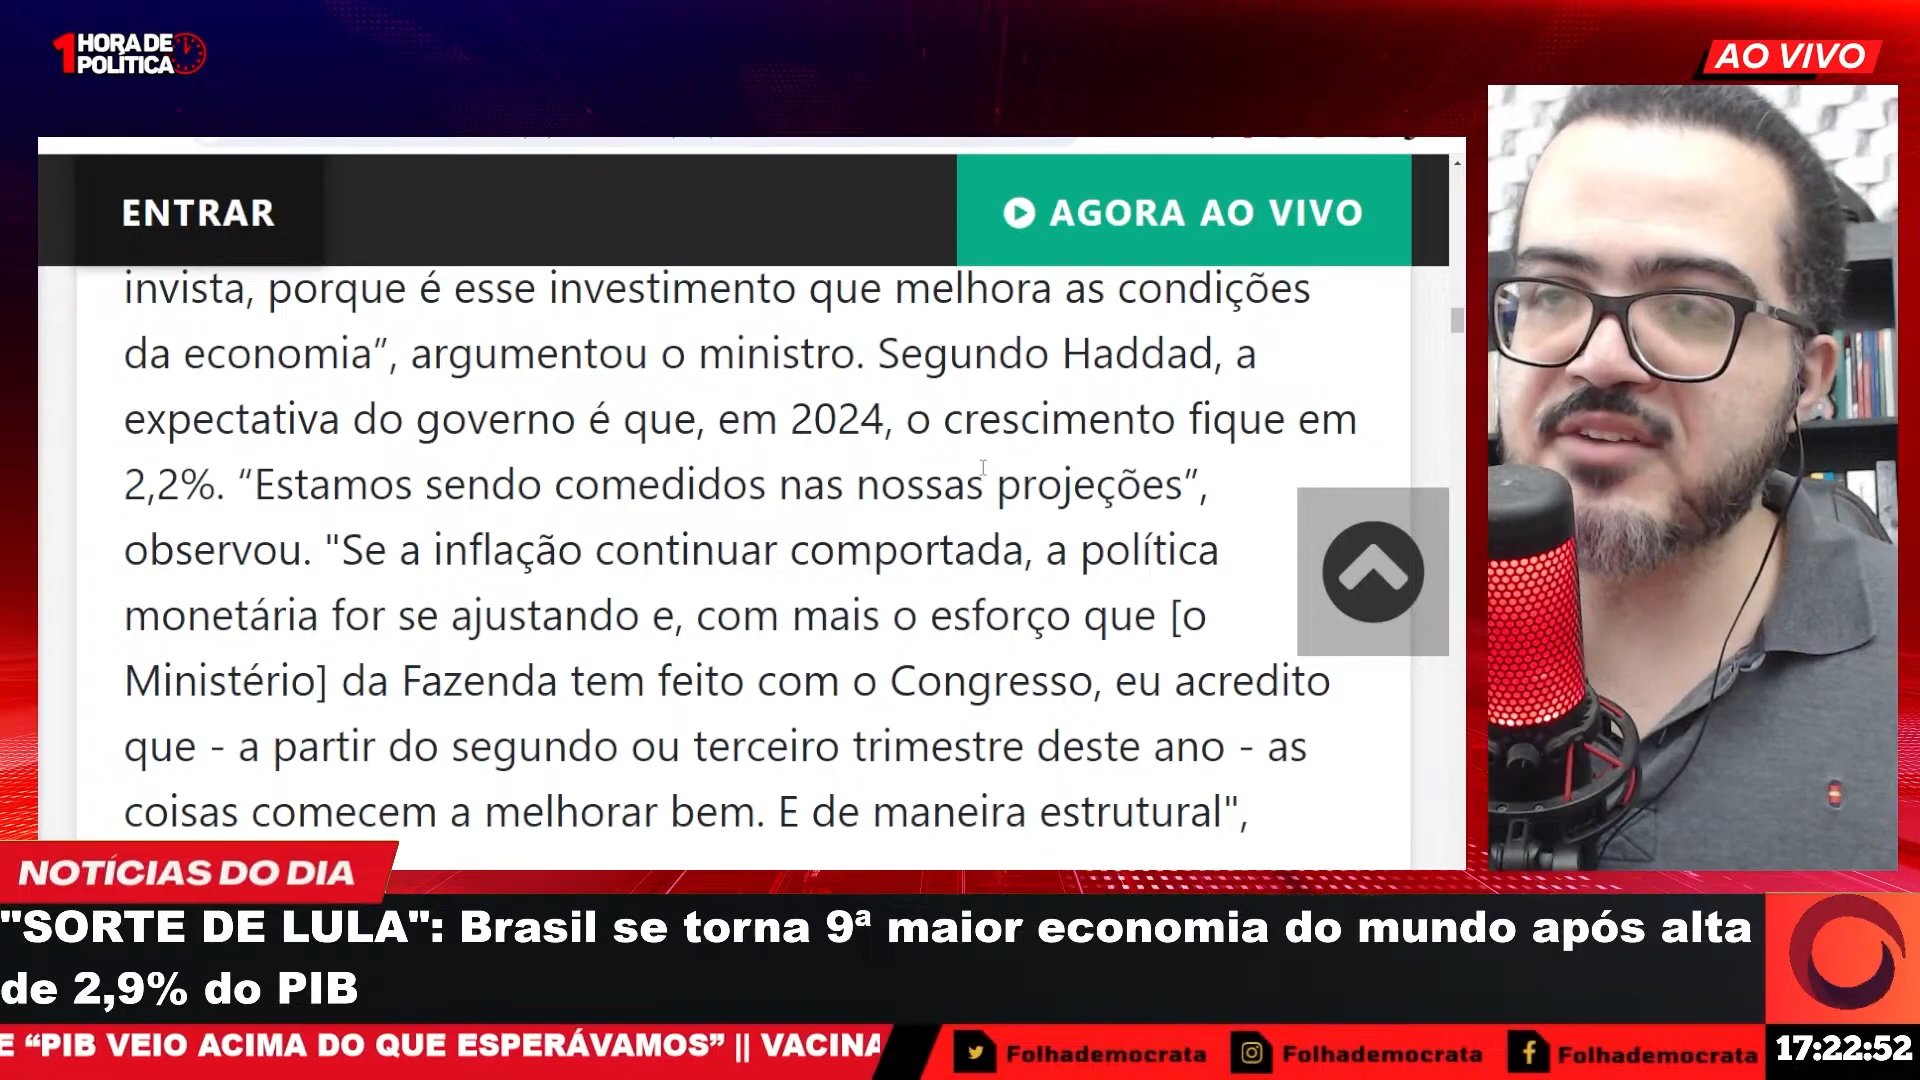 1 HORA DE POLÍTICA
AO VIVO
ENTRAR
AGORA AO VIVO
invista, porque é esse investimento que melhora as condições
da economia”, argumentou o ministro. Segundo Haddad, a
expectativa do governo é que, em 2024, o crescimento fique em
2,2%. “Estamos sendo comedidos nas nossas projeções”,
observou. "Se a inflação continuar comportada, a política
monetária for se ajustando e, com mais o esforço que [o
Ministério] da Fazenda tem feito com o Congresso, eu acredito
que - a partir do segundo ou terceiro trimestre deste ano - as
coisas comecem a melhorar bem. E de maneira estrutural",
NOTÍCIAS DO DIA
"SORTE DE LULA": Brasil se torna 9ª maior economia do mundo após alta
de 2,9% do PIB
E “PIB VEIO ACIMA DO QUE ESPERÁVAMOS” || VACINA
Folhademocrata
Folhademocrata
Folhademocrata
17:22:52